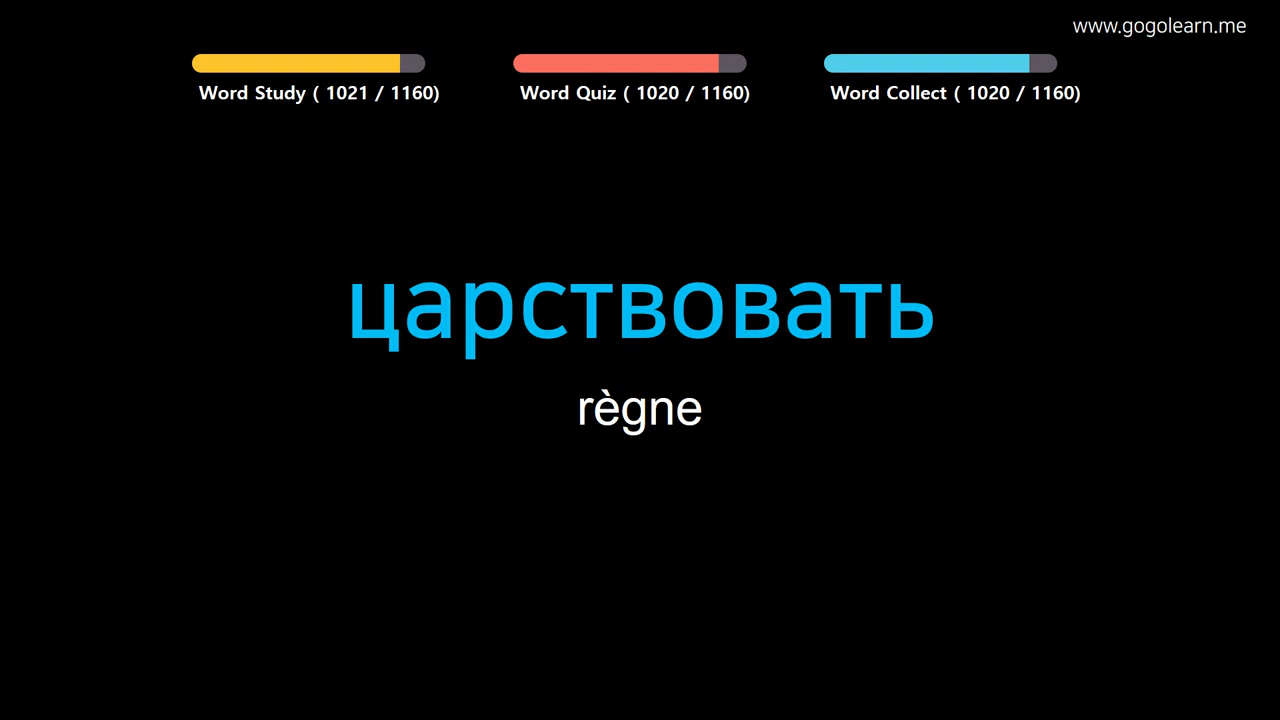 www.gogolearn.me
Word Study ( 1021 / 1160)
Word Quiz ( 1020 / 1160)
Word Collect ( 1020 / 1160)
царствовать
règne